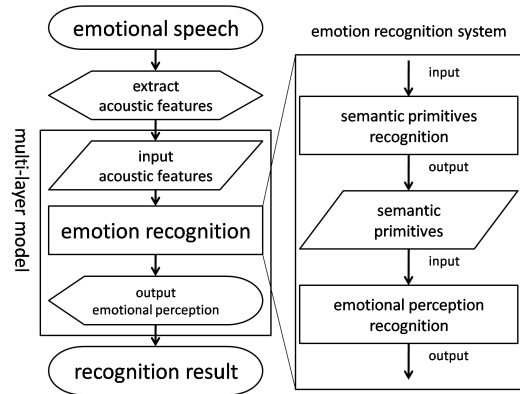 emotional speech
extract
acoustic features
multi-layer model
input
acoustic features
emotion recognition
output
emotional perception
recognition result
emotion recognition system
input
semantic primitives
recognition
output
semantic
primitives
input
emotional perception
recognition
output